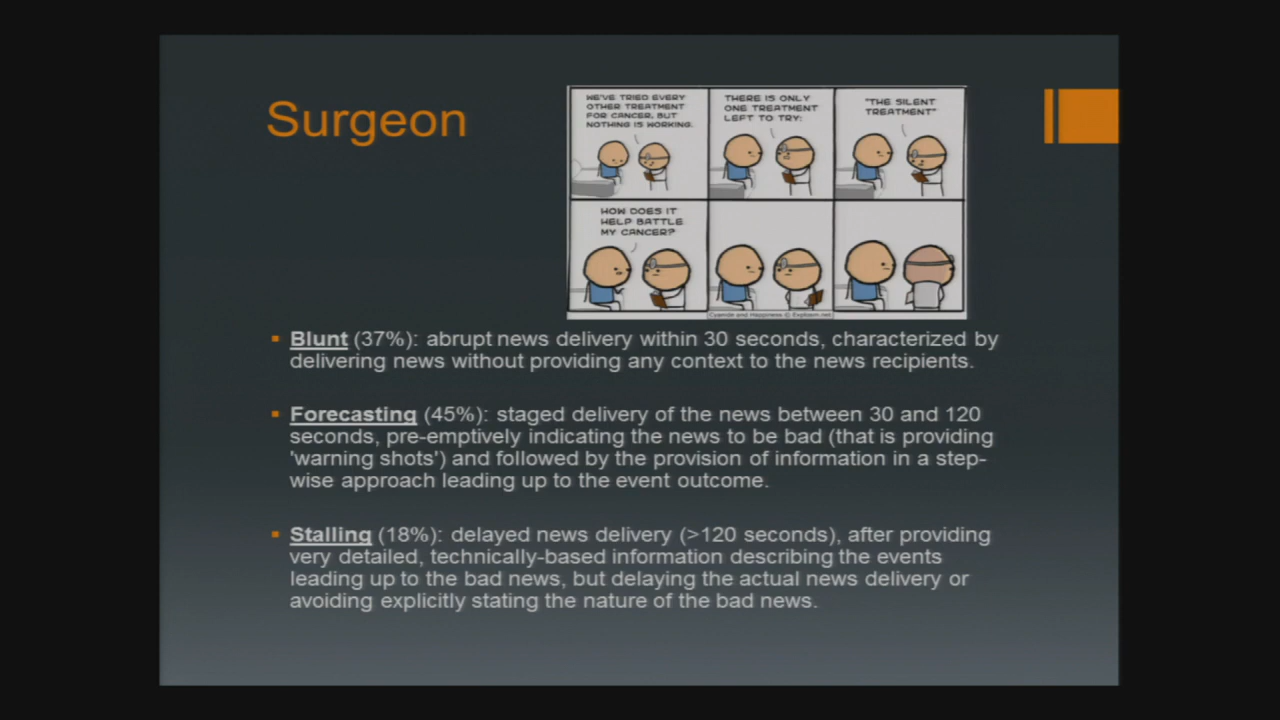 Surgeon
WE'VE TRIED EVERY
OTHER TREATMENT
FOR CANCER, BUT
NOTHING IS WORKING.
THERE IS ONLY
ONE TREATMENT
LEFT TO TRY:
"THE SILENT
TREATMENT"
HOW DOES IT
HELP BATTLE
MY CANCER?
Cyanide and Happiness © Explosm.net
Blunt (37%): abrupt news delivery within 30 seconds, characterized by
delivering news without providing any context to the news recipients.
Forecasting (45%): staged delivery of the news between 30 and 120
seconds, pre-emptively indicating the news to be bad (that is providing
'warning shots') and followed by the provision of information in a step-
wise approach leading up to the event outcome.
Stalling (18%): delayed news delivery (>120 seconds), after providing
very detailed, technically-based information describing the events
leading up to the bad news, but delaying the actual news delivery or
avoiding explicitly stating the nature of the bad news.